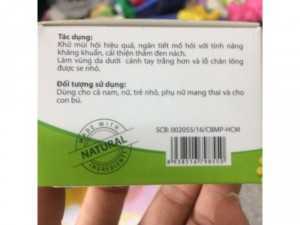 Tác dụng:
Khử mùi hôi hiệu quả, ngăn tiết mồ hôi với tính năng
kháng khuẩn, cải thiện thâm đen nách.
Làm vùng da dưới cánh tay trắng hơn và lỗ chân lông
được se nhỏ.
Đối tượng sử dụng:
Dùng cho cả nam, nữ, trẻ nhỏ, phụ nữ mang thai và cho
con bú.
MADE WITH
NATURAL
INGREDIENTS
SCB: 002055/16/CBMP-HCM